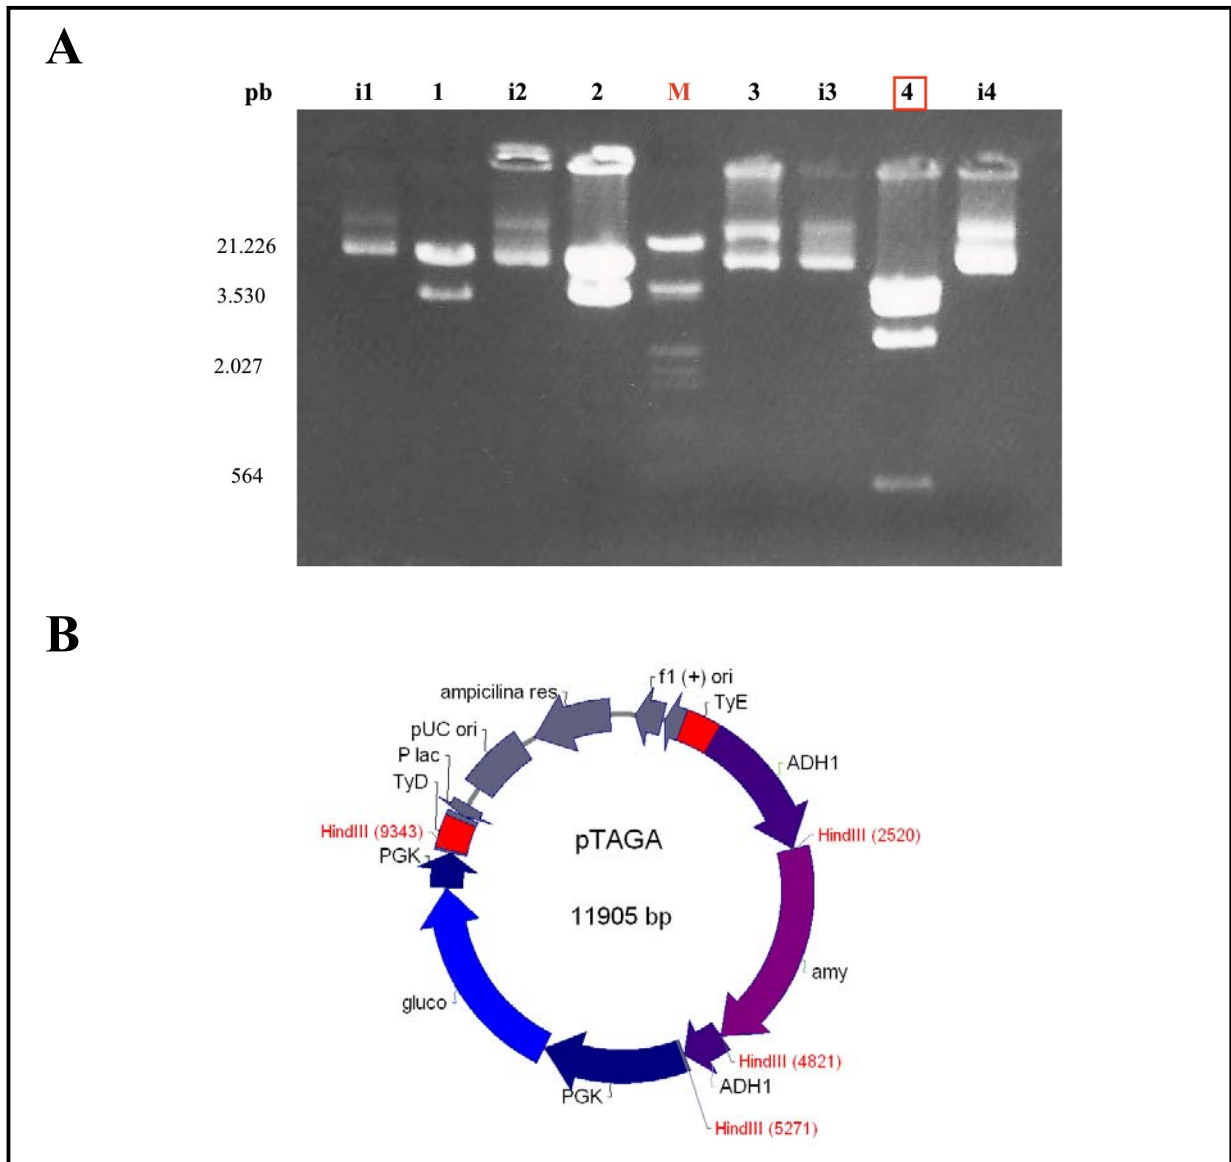 A
pb i1 1 i2 2 M 3 i3 4 i4
21.226
3.530
2.027
564
B
f1 (+) ori
ampicilina res
TyE
pUC ori
ADH1
P lac
TyD
HindIII (9343)
pTAGA
HindIII (2520)
PGK
11905 bp
amy
gluco
HindIII (4821)
ADH1
PGK
HindIII (5271)